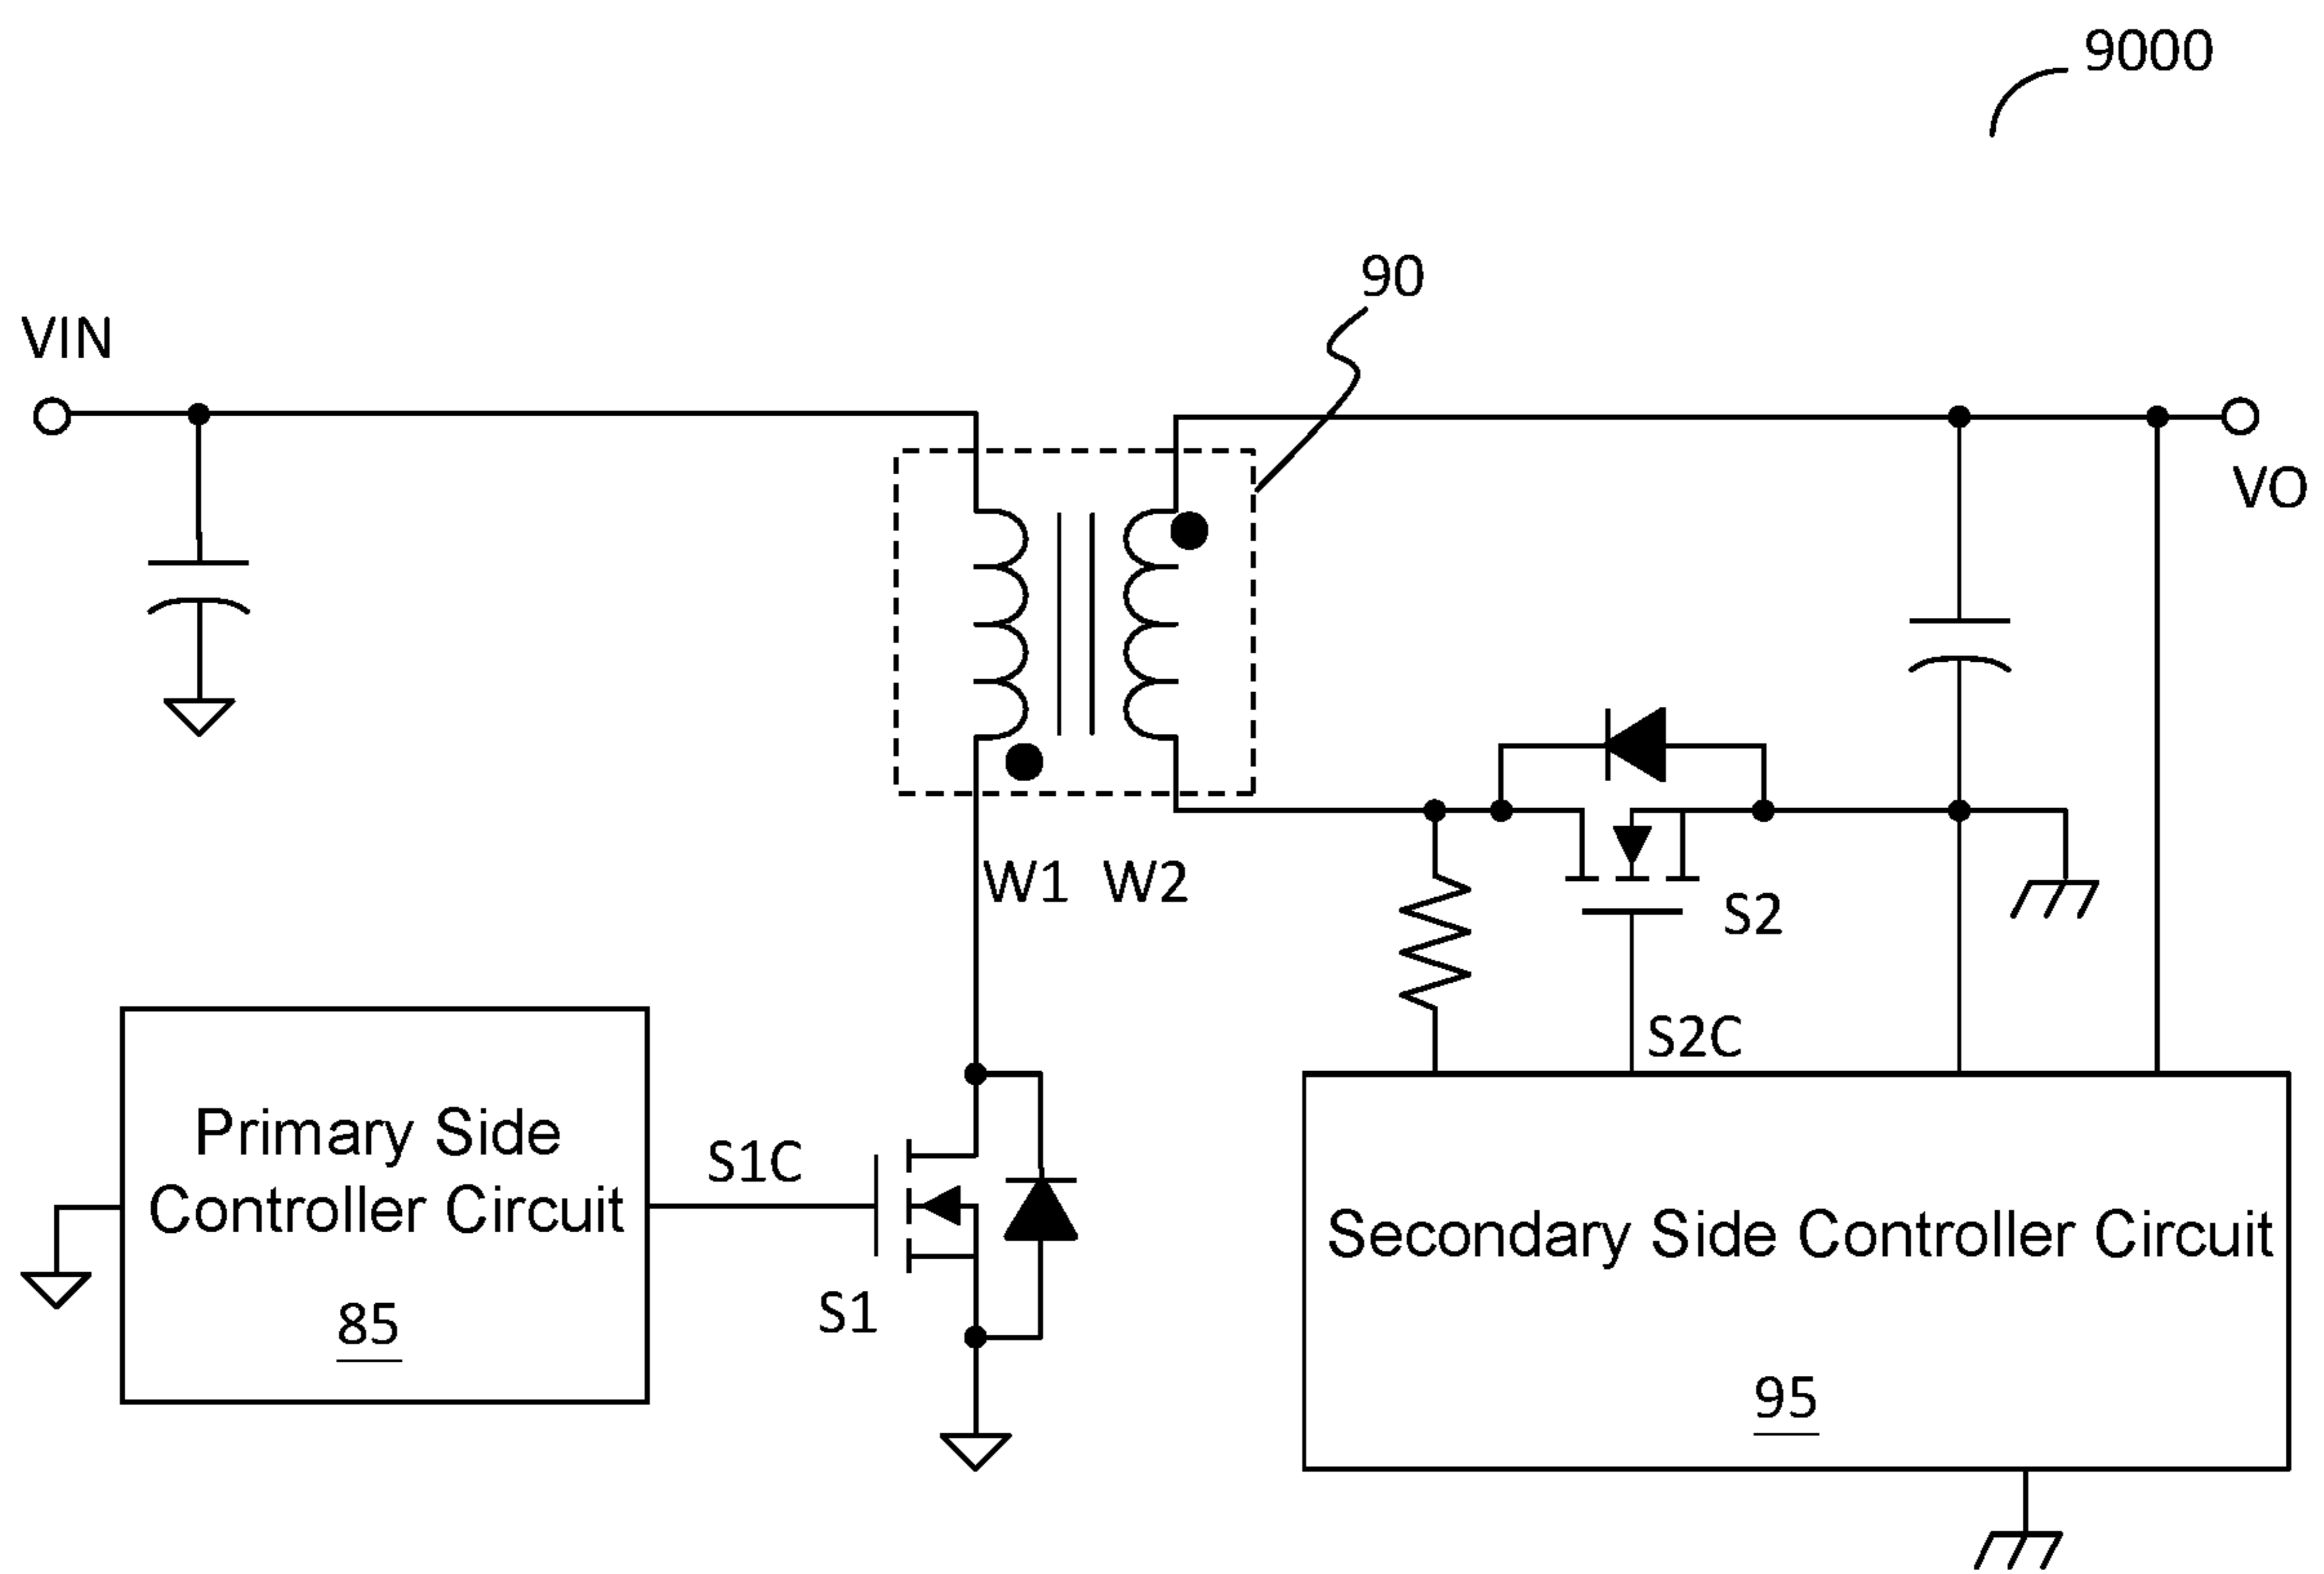 9000
90
VIN
VO
W1 W2
S2
S2C
Primary Side
Controller Circuit
85
S1C
S1
Secondary Side Controller Circuit
95